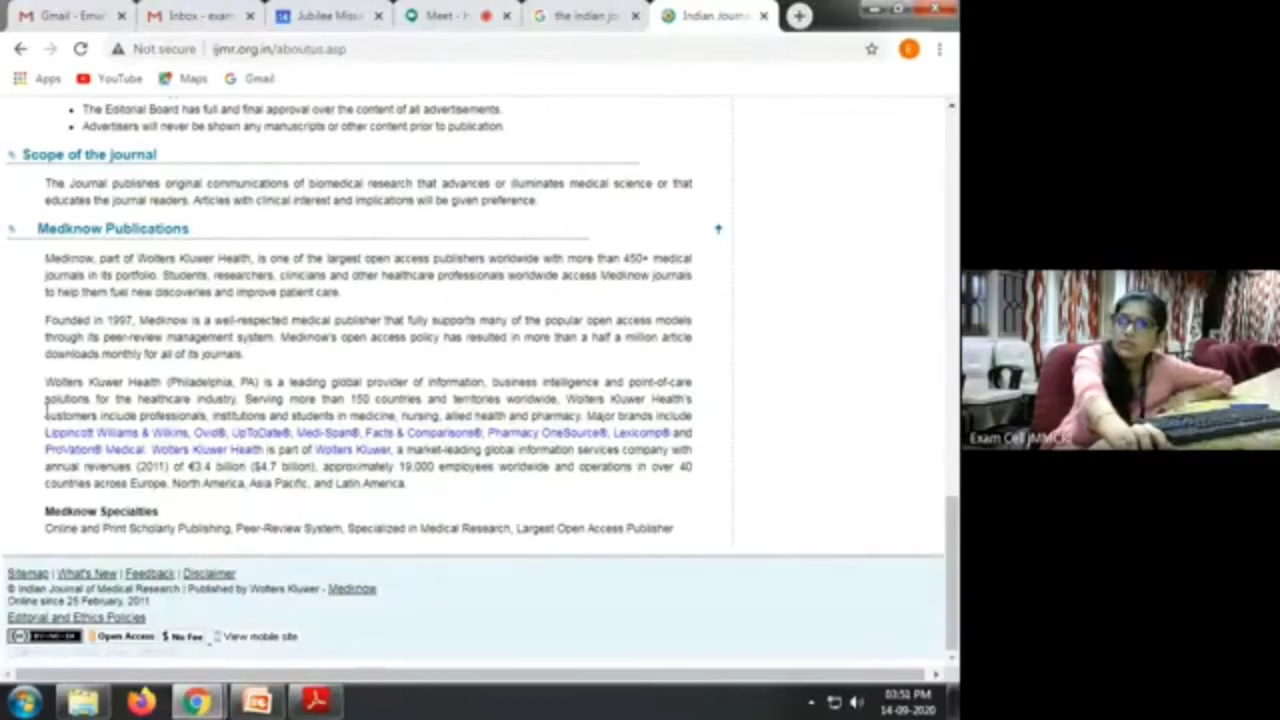 Gmail - Emai
Inbox - exam
Jubilee Miss
Meet - H
the indian jo
Indian Journa
Not secure | ijmr.org.in/aboutus.asp
Apps YouTube Maps Gmail
• The Editorial Board has full and final approval over the content of all advertisements.
• Advertisers will never be shown any manuscripts or other content prior to publication.
Scope of the journal
The Journal publishes original communications of biomedical research that advances or illuminates medical science or that
educates the journal readers. Articles with clinical interest and implications will be given preference.
Medknow Publications
Medknow, part of Wolters Kluwer Health, is one of the largest open access publishers worldwide with more than 450+ medical
journals in its portfolio. Students, researchers, clinicians and other healthcare professionals worldwide access Medknow journals
to help them fuel new discoveries and improve patient care.
Founded in 1997, Medknow is a well-respected medical publisher that fully supports many of the popular open access models
through its peer-review management system. Medknow's open access policy has resulted in more than a half a million article
downloads monthly for all of its journals.
Wolters Kluwer Health (Philadelphia, PA) is a leading global provider of information, business intelligence and point-of-care
solutions for the healthcare industry. Serving more than 150 countries and territories worldwide, Wolters Kluwer Health's
customers include professionals, institutions and students in medicine, nursing, allied health and pharmacy. Major brands include
Lippincott Williams & Wilkins, Ovid®, UpToDate®, Medi-Span®, Facts & Comparisons®, Pharmacy OneSource®, Lexicomp® and
ProVation® Medical. Wolters Kluwer Health is part of Wolters Kluwer, a market-leading global information services company with
annual revenues (2011) of €3.4 billion ($4.7 billion), approximately 19,000 employees worldwide and operations in over 40
countries across Europe, North America, Asia Pacific, and Latin America.
Medknow Specialties
Online and Print Scholarly Publishing, Peer-Review System, Specialized in Medical Research, Largest Open Access Publisher
Sitemap | What's New | Feedback | Disclaimer
© Indian Journal of Medical Research | Published by Wolters Kluwer - Medknow
Online since 25 February, 2011
Editorial and Ethics Policies
Open Access $ No Fee View mobile site
Exam Cell
03:51 PM
14-09-2020